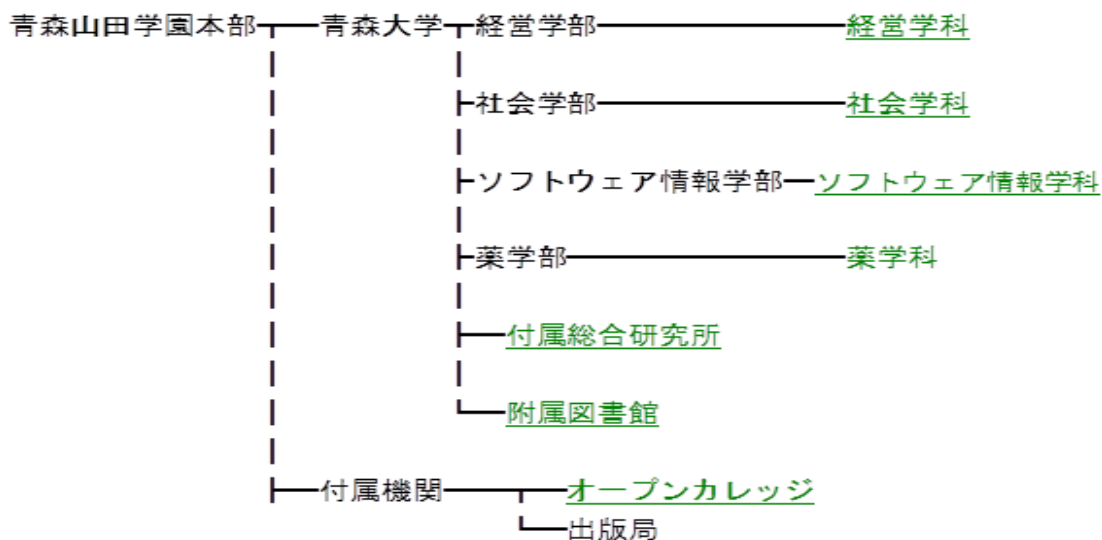 青森山田学園本部 青森大学 経営学部 経営学科
社会学部 社会学科
ソフトウェア情報学部 ソフトウェア情報学科
薬学部 薬学科
付属総合研究所
附属図書館
付属機関 オープンカレッジ
出版局